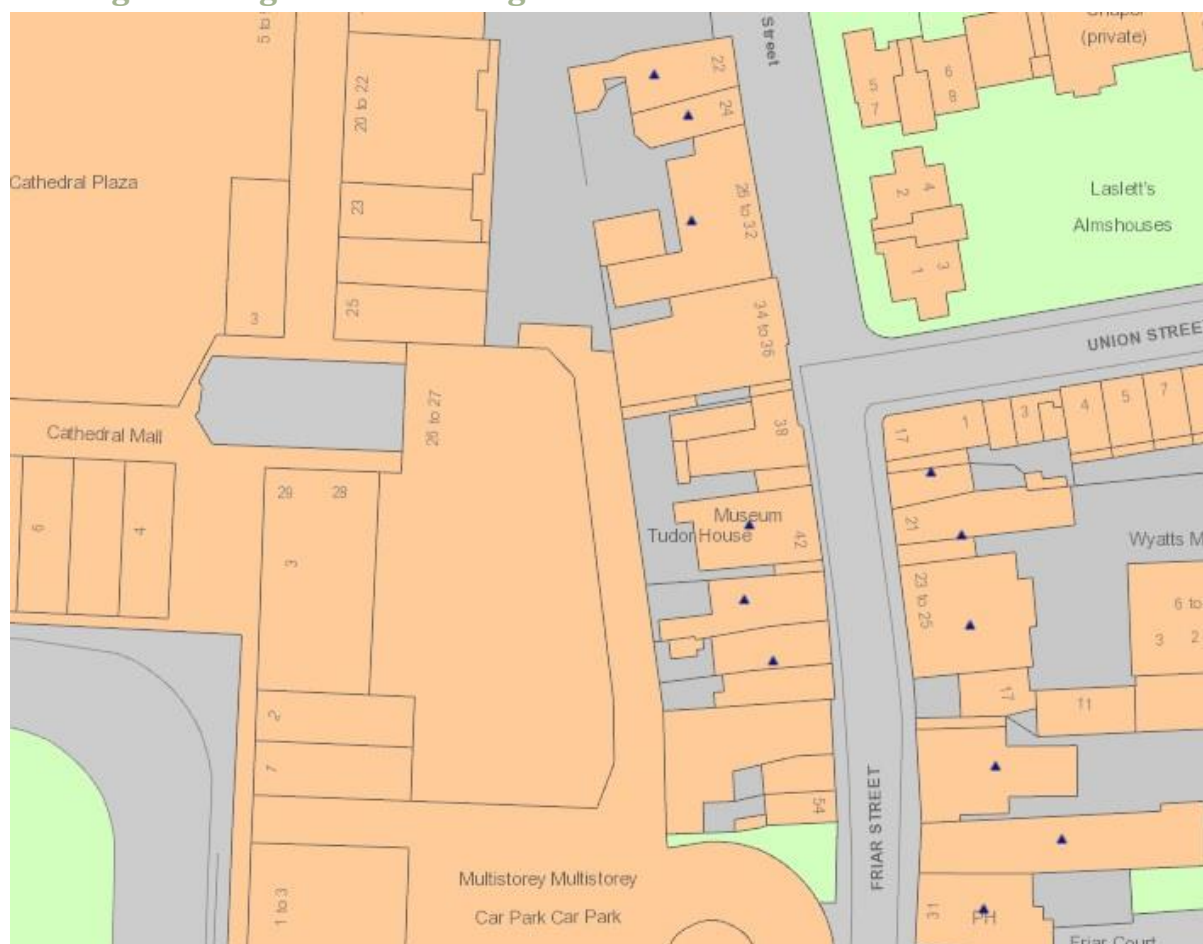 5 to
20 to 22
Cathedral Plaza
23
25
3
26 to 27
Cathedral Mall
29
28
6
4
3
2
1
1 to 3
Multistorey Multistorey
Car Park Car Park
Street
22
24
26 to 32
34 to 36
38
Museum
Tudor House
42
54
FRIAR STREET
(private)
5
7
6
8
2
4
1
3
Laslett's
Almshouses
UNION STREE
17
1
3
4
5
7
21
23 to 25
Wyatts M
6 to
3
2
17
11
31
PH
Friar Court